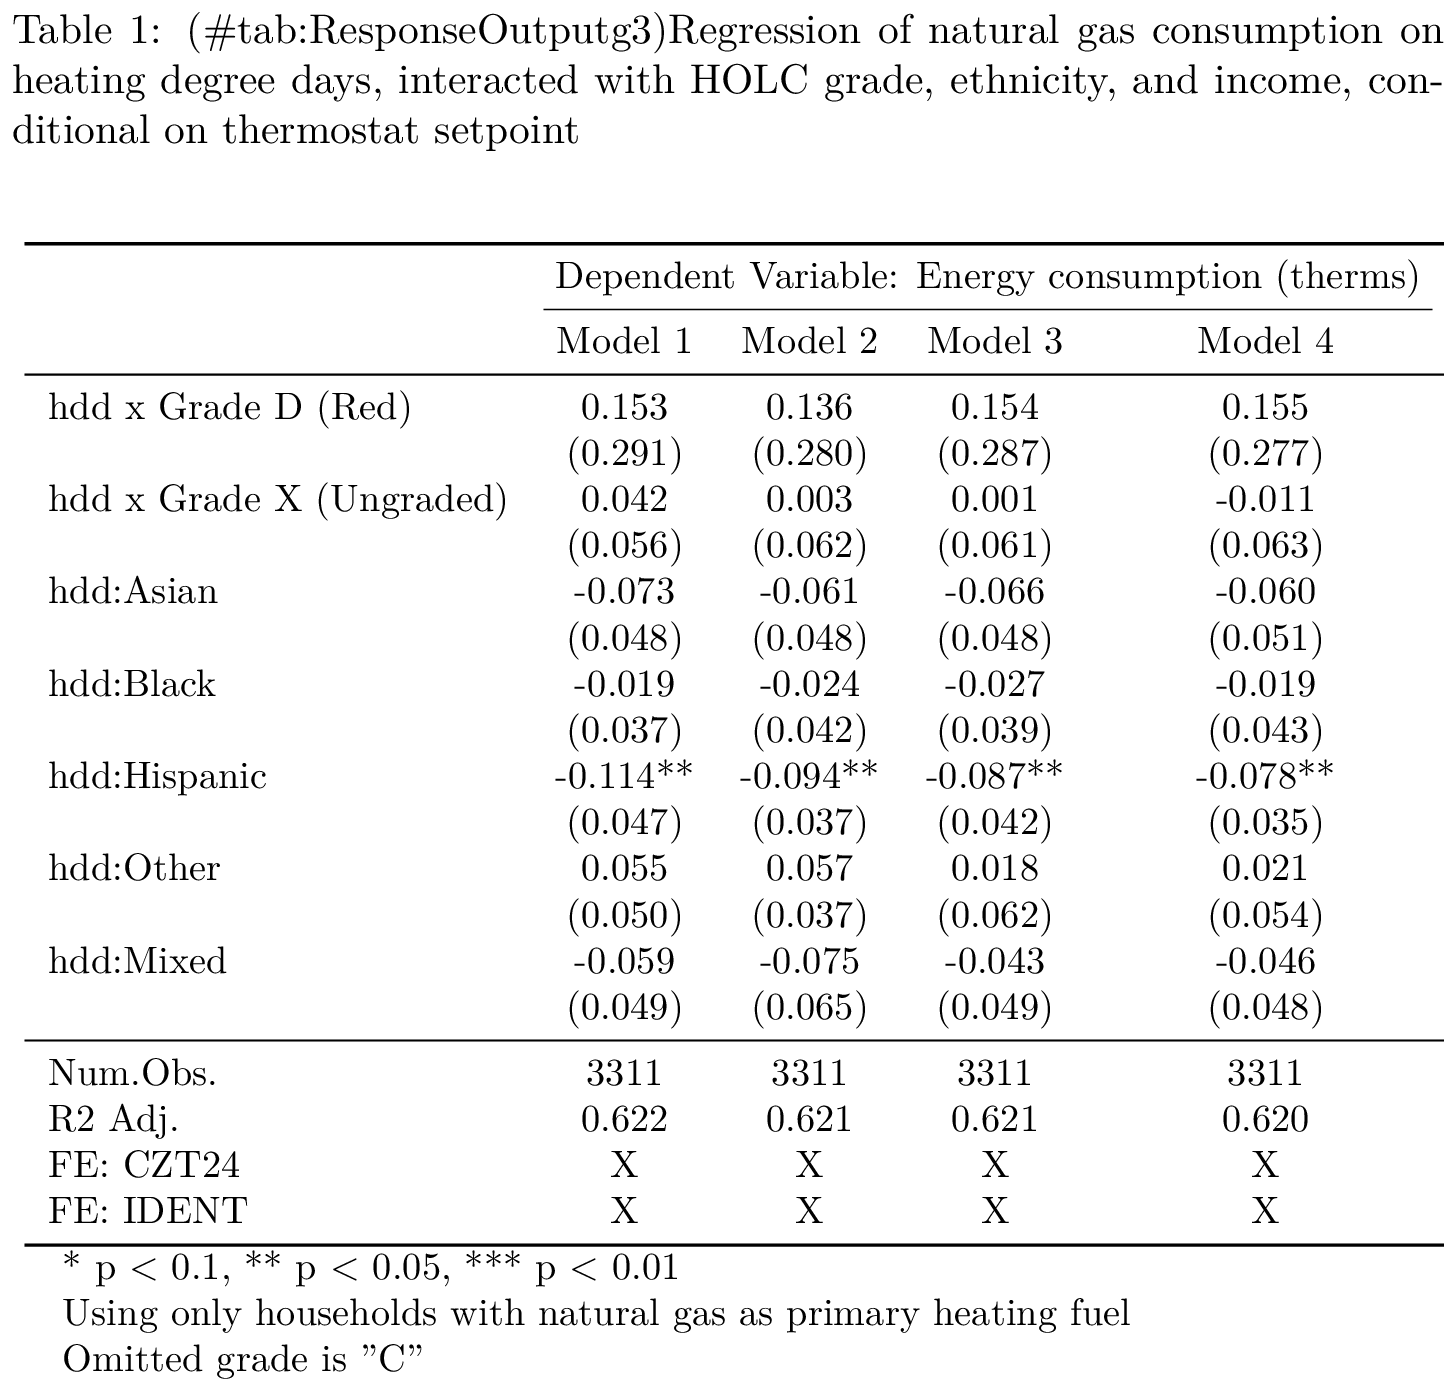 Table 1: (#tab:ResponseOutputg3)Regression of natural gas consumption on
heating degree days, interacted with HOLC grade, ethnicity, and income, con-
ditional on thermostat setpoint
Dependent Variable: Energy consumption (therms)
Model 1 Model 2 Model 3 Model 4
hdd x Grade D (Red) 0.153 0.136 0.154 0.155
(0.291) (0.280) (0.287) (0.277)
hdd x Grade X (Ungraded) 0.042 0.003 0.001 -0.011
(0.056) (0.062) (0.061) (0.063)
hdd:Asian -0.073 -0.061 -0.066 -0.060
(0.048) (0.048) (0.048) (0.051)
hdd:Black -0.019 -0.024 -0.027 -0.019
(0.037) (0.042) (0.039) (0.043)
hdd:Hispanic -0.114** -0.094** -0.087** -0.078**
(0.047) (0.037) (0.042) (0.035)
hdd:Other 0.055 0.057 0.018 0.021
(0.050) (0.037) (0.062) (0.054)
hdd:Mixed -0.059 -0.075 -0.043 -0.046
(0.049) (0.065) (0.049) (0.048)
Num.Obs. 3311 3311 3311 3311
R2 Adj. 0.622 0.621 0.621 0.620
FE: CZT24 X X X X
FE: IDENT X X X X
* p < 0.1, ** p < 0.05, *** p < 0.01
Using only households with natural gas as primary heating fuel
Omitted grade is ”C”